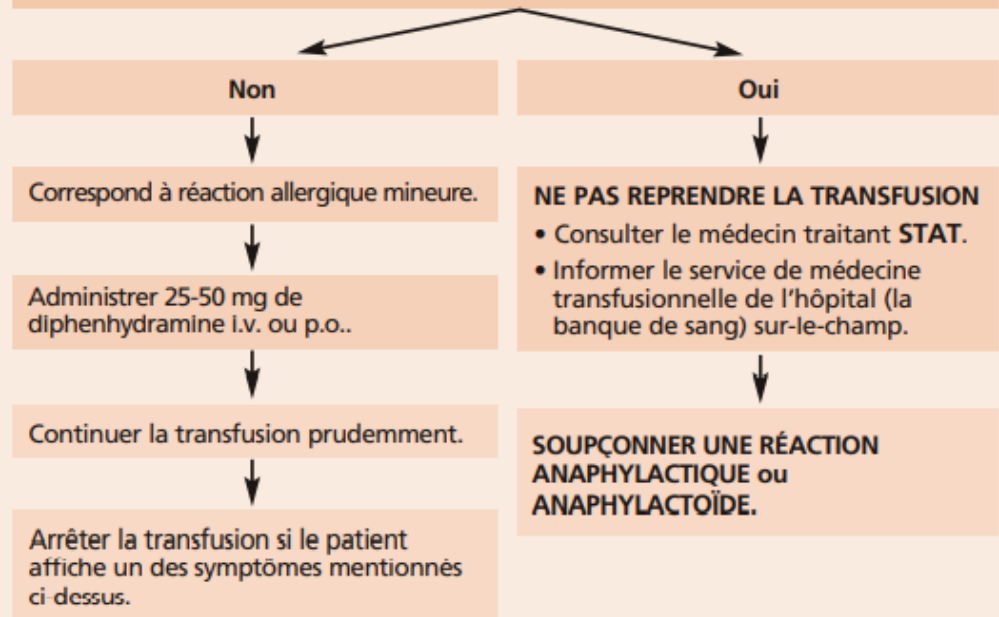 Non
Correspond à réaction allergique mineure.
Administrer 25-50 mg de
diphenhydramine i.v. ou p.o..
Continuer la transfusion prudemment.
Arrêter la transfusion si le patient
affiche un des symptômes mentionnés
ci-dessus.
Oui
NE PAS REPRENDRE LA TRANSFUSION
• Consulter le médecin traitant STAT.
• Informer le service de médecine
transfusionnelle de l'hôpital (la
banque de sang) sur-le-champ.
SOUPÇONNER UNE RÉACTION
ANAPHYLACTIQUE ou
ANAPHYLACTOÏDE.